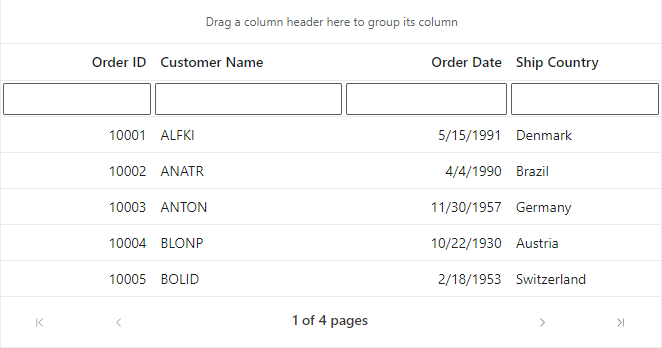 Drag a column header here to group its column
Order ID Customer Name Order Date Ship Country
10001 ALFKI 5/15/1991 Denmark
10002 ANATR 4/4/1990 Brazil
10003 ANTON 11/30/1957 Germany
10004 BLONP 10/22/1930 Austria
10005 BOLID 2/18/1953 Switzerland
1 of 4 pages